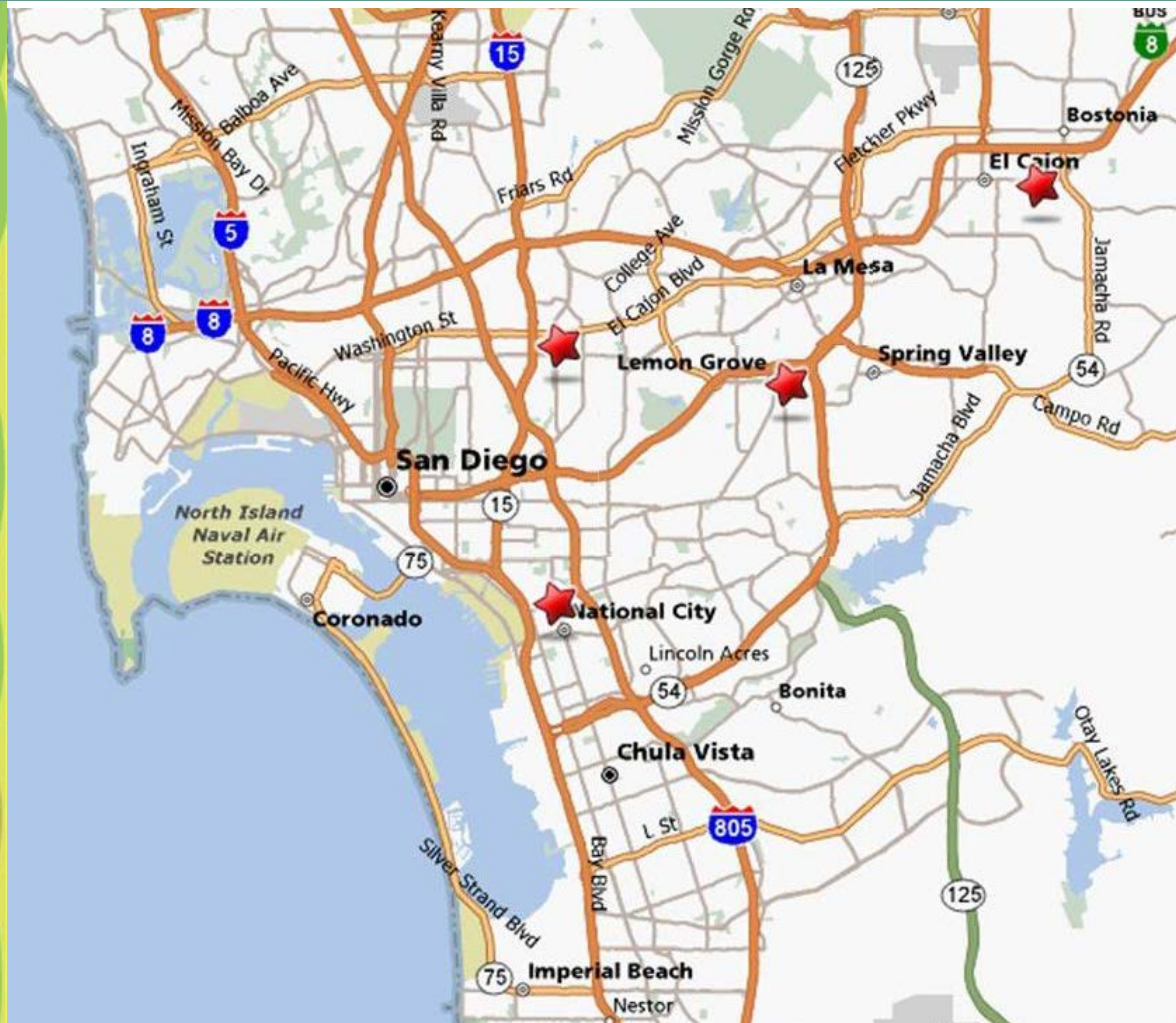 Kearny Villa Rd
15
Mission Gorge Rd
125
BUS
8
Mission Bay Dr
Balboa Ave
Fletcher Pkwy
Bostonia
Ingraham St
El Cajon
Friars Rd
5
College Ave
La Mesa
Jamacha Rd
8
8
Washington St
El Cajon Blvd
Pacific Hwy
Lemon Grove
Spring Valley
54
Jamacha Blvd
Campo Rd
San Diego
15
North Island
Naval Air
Station
75
Coronado
National City
Lincoln Acres
54
Bonita
Otay Lakes Rd
Chula Vista
L St
805
Bay Blvd
Silver Strand Blvd
125
75
Imperial Beach
Nestor